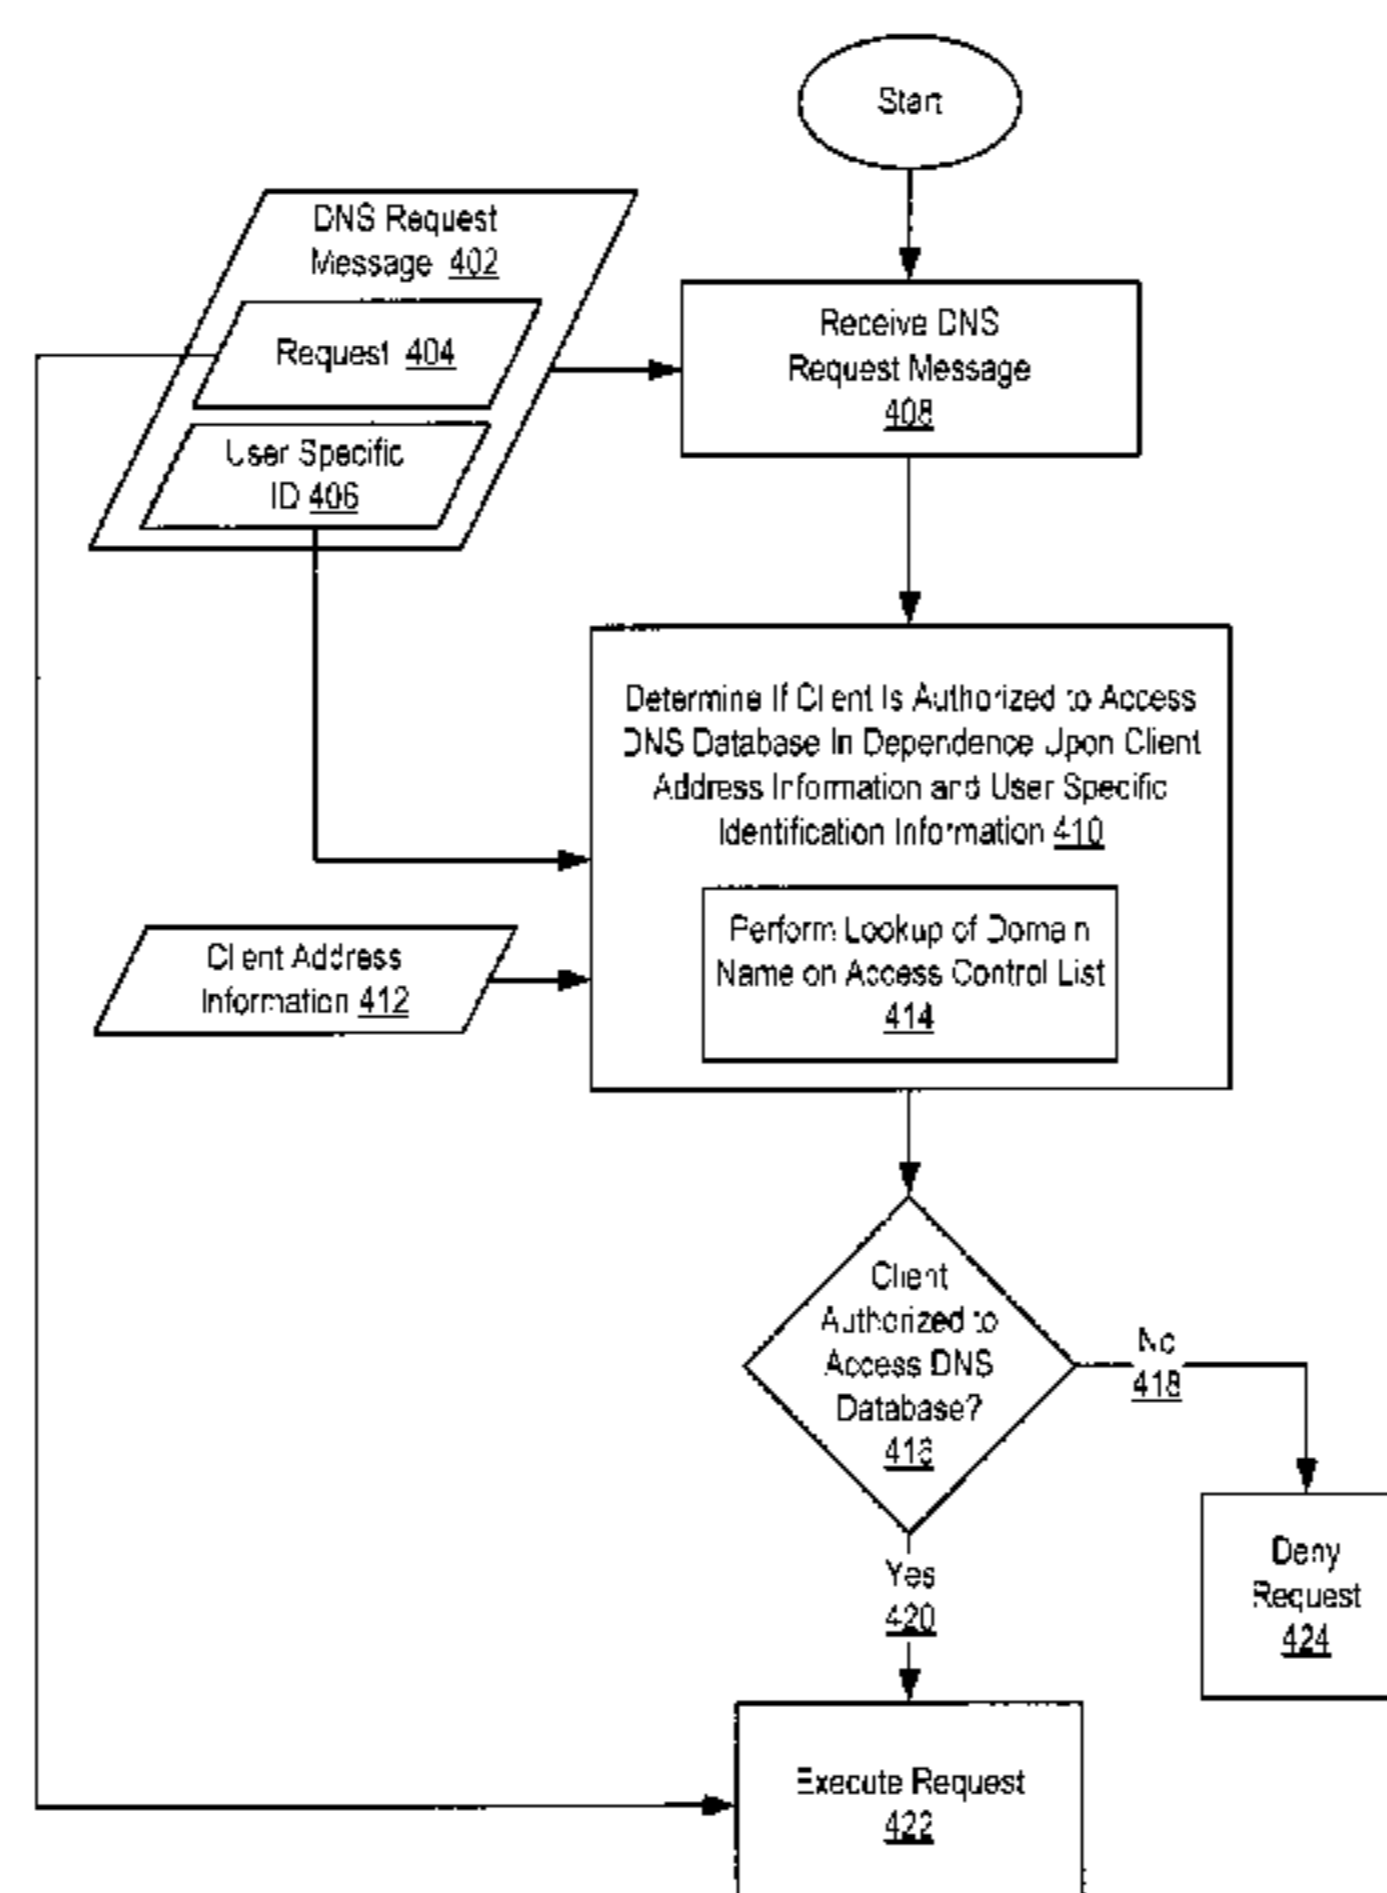 Start
DNS Request
Message 402
Request 404
User Specific
ID 406
Receive DNS
Request Message
408
Determine If Client Is Authorized to Access
DNS Database In Dependence Upon Client
Address Information and User Specific
Identification Information 410
Client Address
Information 412
Perform Lookup of Domain
Name on Access Control List
414
Client
Authorized to
Access DNS
Database?
416
No
418
Yes
420
Deny
Request
424
Execute Request
422